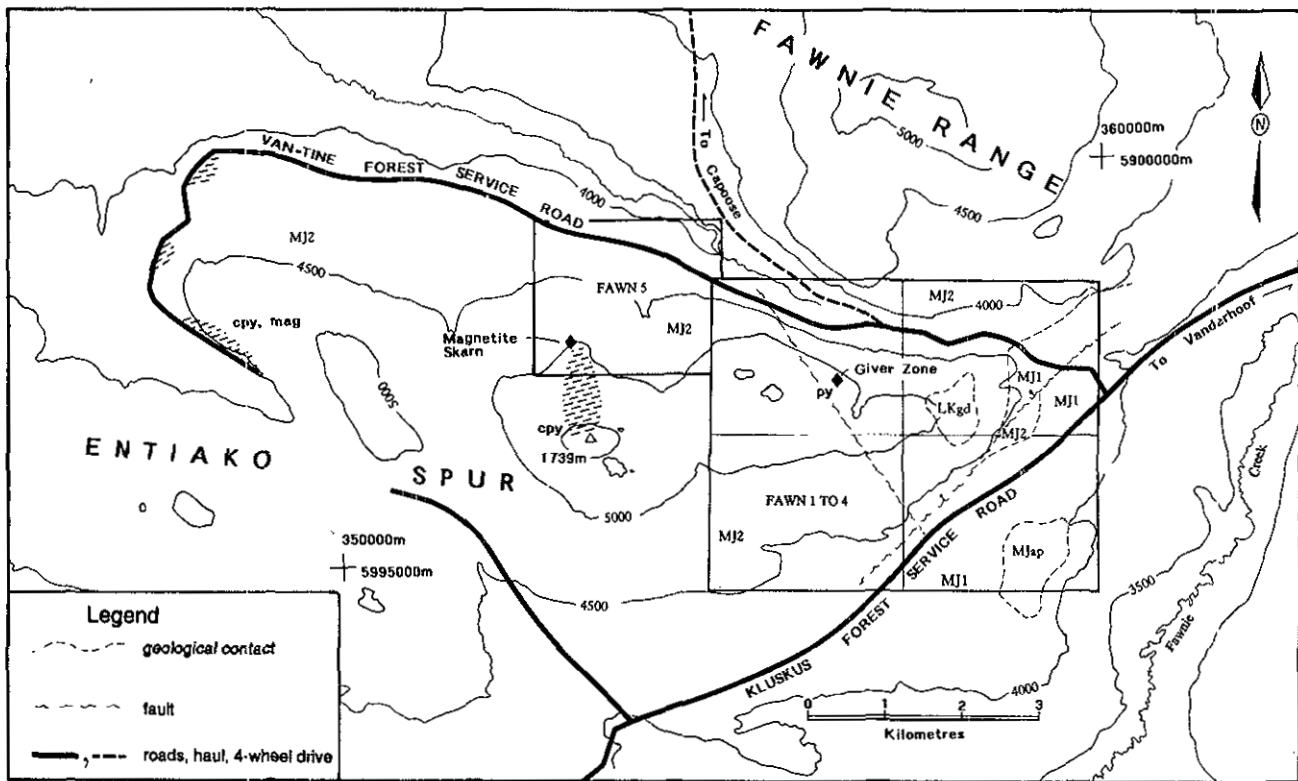 FAWNIE RANGE
5000
360000m
5900000m
N
To Capoose
VAN-TINE FOREST SERVICE ROAD
4000
4500
MJ2
4500
FAWN 5
MJ2
4000
MJ2
To Vanderhoof
cpy, mag
Magnetite
Skarn
Giver Zone
py
MJ1
MJ1
LKgd
MJ2
5000
cpy
1739m
ENTIAKO SPUR
5000
FAWN 1 TO 4
MJ2
Creek
350000m
5995000m
MJap
MJ1
3500
4500
KLUSKUS FOREST SERVICE ROAD
Fawnie
4000
0 1 2 3
Kilometres
Legend
geological contact
fault
roads, haul, 4-wheel drive